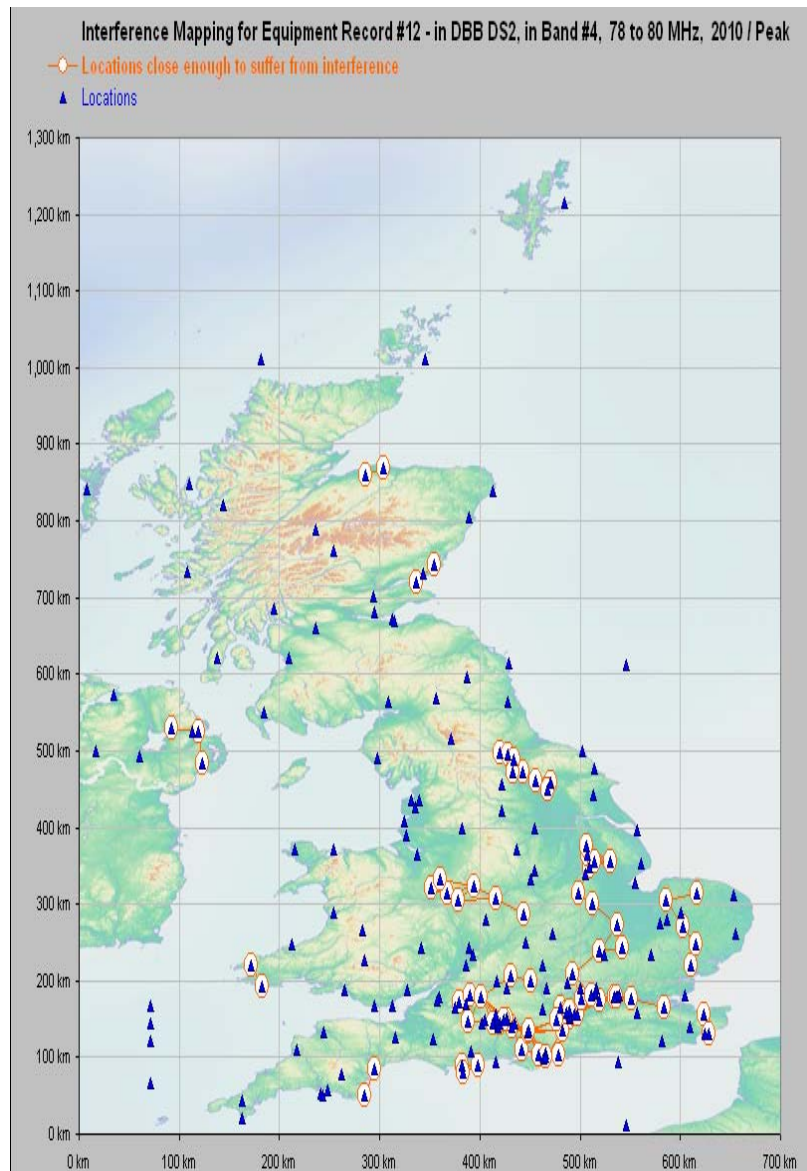 Interference Mapping for Equipment Record #12 - in DBB DS2, in Band #4, 78 to 80 MHz, 2010 / Peak
Locations close enough to suffer from interference
Locations
1,300 km
1,200 km
1,100 km
1,000 km
900 km
800 km
700 km
600 km
500 km
400 km
300 km
200 km
100 km
0 km
0 km 100 km 200 km 300 km 400 km 500 km 600 km 700 km